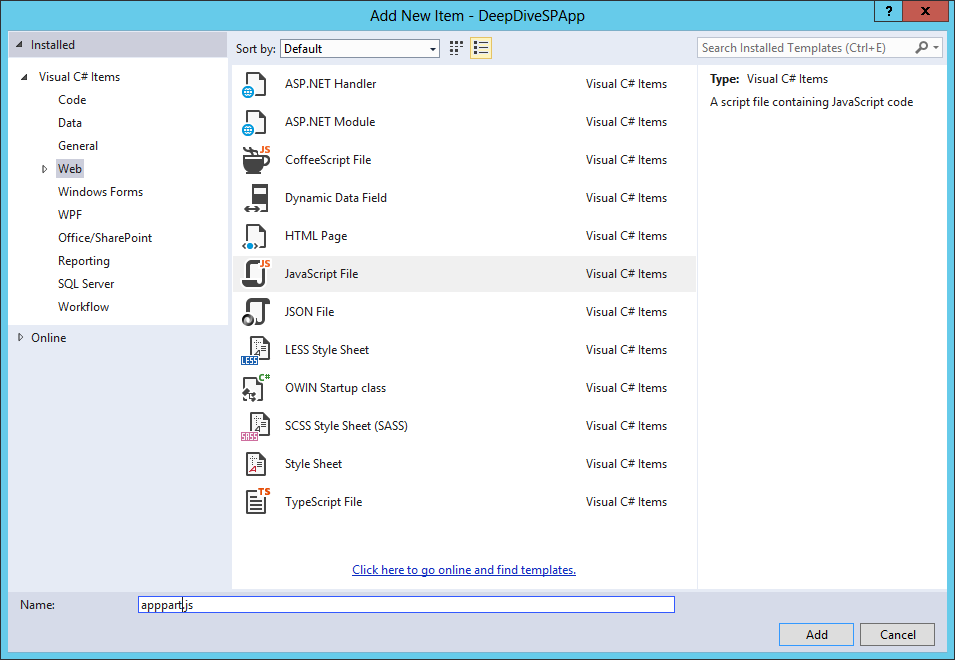 Add New Item - DeepDiveSPApp
?
x
Installed
Sort by: Default
Search Installed Templates (Ctrl+E)
Visual C# Items
Code
Data
General
Web
Windows Forms
WPF
Office/SharePoint
Reporting
SQL Server
Workflow
Online
ASP.NET Handler Visual C# Items
ASP.NET Module Visual C# Items
JS
CoffeeScript File Visual C# Items
Dynamic Data Field Visual C# Items
HTML Page Visual C# Items
JS
JavaScript File Visual C# Items
JSON File Visual C# Items
LESS
LESS Style Sheet Visual C# Items
C#
OWIN Startup class Visual C# Items
SASS
SCSS Style Sheet (SASS) Visual C# Items
Style Sheet Visual C# Items
TS
TypeScript File Visual C# Items
Click here to go online and find templates.
Type: Visual C# Items
A script file containing JavaScript code
Name: apppart.js
Add
Cancel